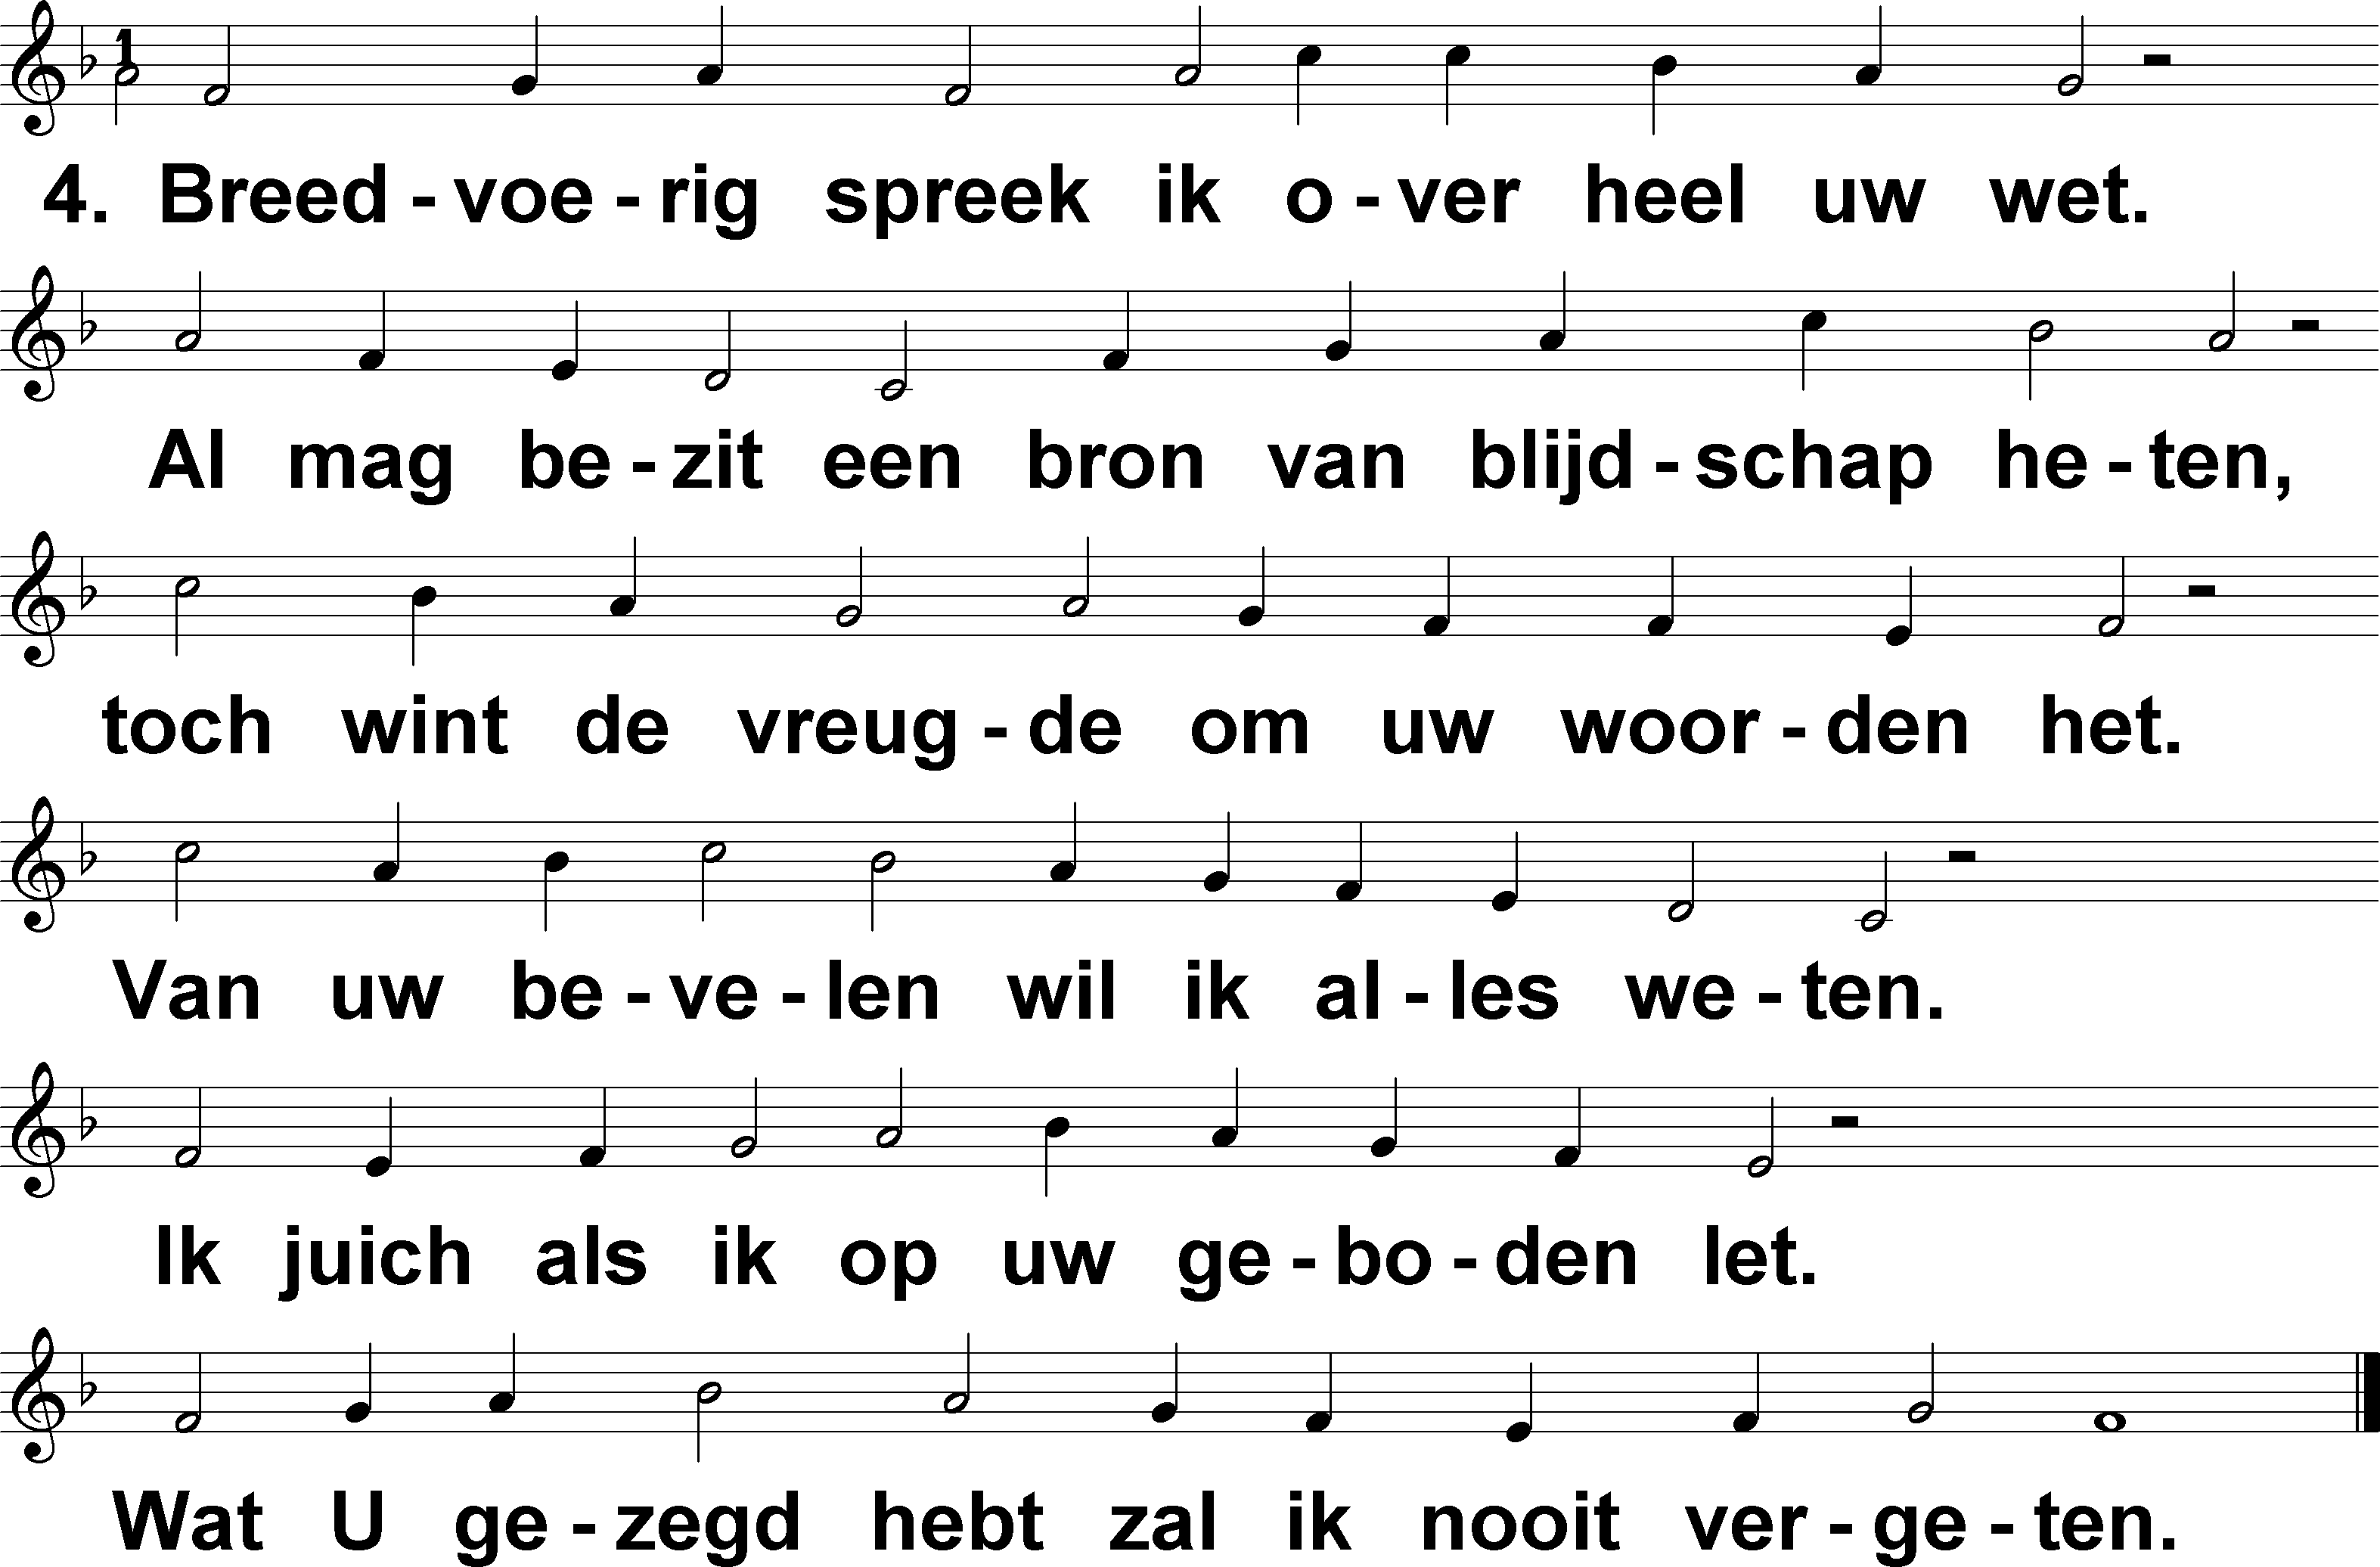 4. Breed - voe - rig spreek ik o - ver heel uw wet.
Al mag be - zit een bron van blijd - schap he - ten,
toch wint de vreug - de om uw woor - den het.
Van uw be - ve - len wil ik al - les we - ten.
Ik juich als ik op uw ge - bo - den let.
Wat U ge - zegd hebt zal ik nooit ver - ge - ten.